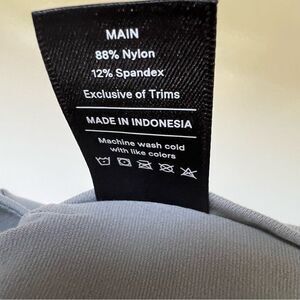 MAIN
88% Nylon
12% Spandex
Exclusive of Trims
MADE IN INDONESIA
Machine wash cold
with like colors